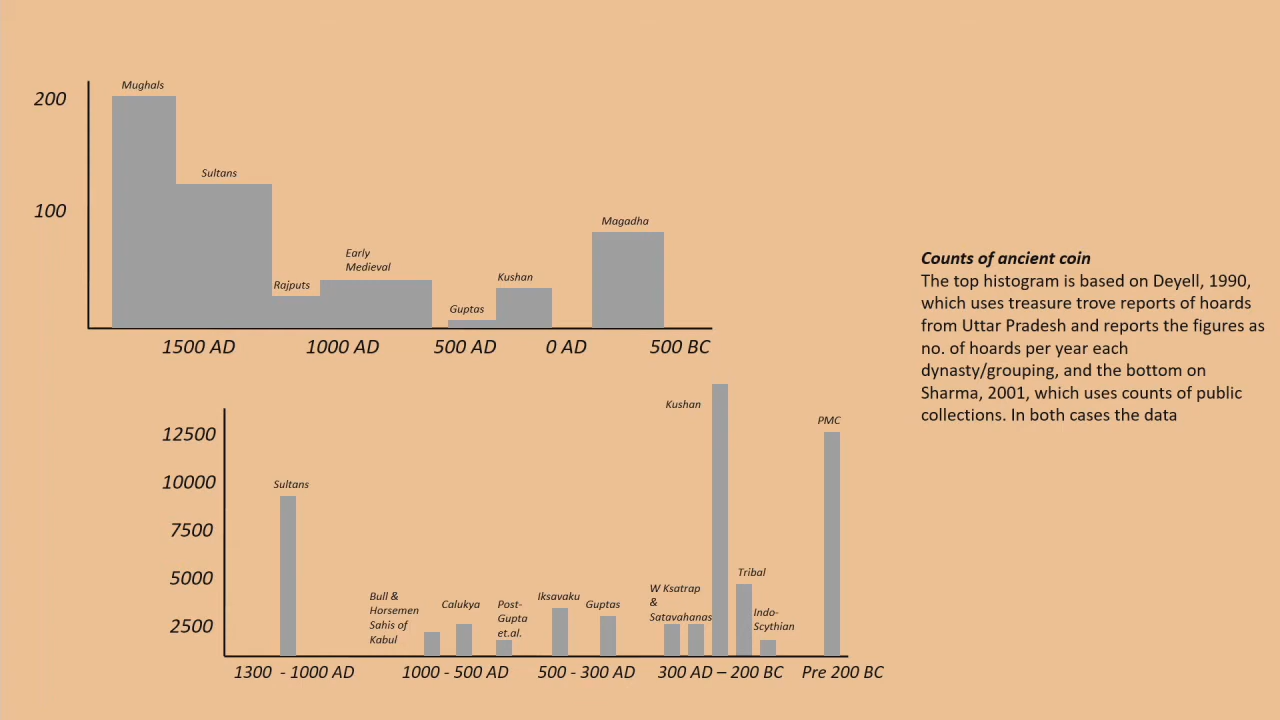 Mughals
200
Sultans
100
Magadha
Early
Medieval
Kushan
Rajputs
Guptas
1500 AD 1000 AD 500 AD 0 AD 500 BC
Counts of ancient coin
The top histogram is based on Deyell, 1990,
which uses treasure trove reports of hoards
from Uttar Pradesh and reports the figures as
no. of hoards per year each
dynasty/grouping, and the bottom on
Sharma, 2001, which uses counts of public
collections. In both cases the data
Kushan
PMC
12500
10000
Sultans
7500
5000
2500
Tribal
W Ksatrap
&
Satavahanas
Bull &
Horsemen
Sahis of
Kabul
Calukya
Post-
Gupta
et.al.
Iksavaku
Guptas
Indo-
Scythian
1300 - 1000 AD 1000 - 500 AD 500 - 300 AD 300 AD – 200 BC Pre 200 BC